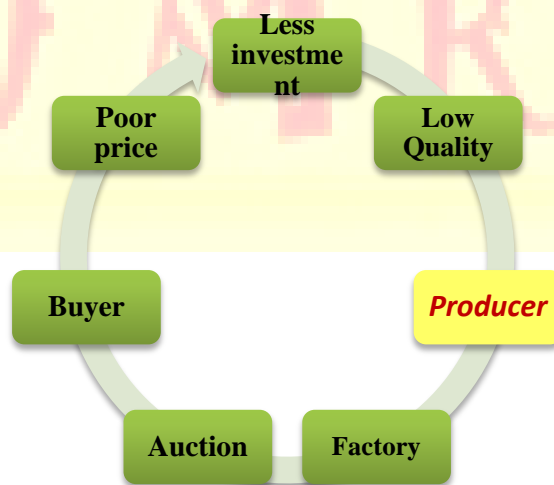 Less
investme
nt
Low
Quality
Producer
Factory
Auction
Buyer
Poor
price